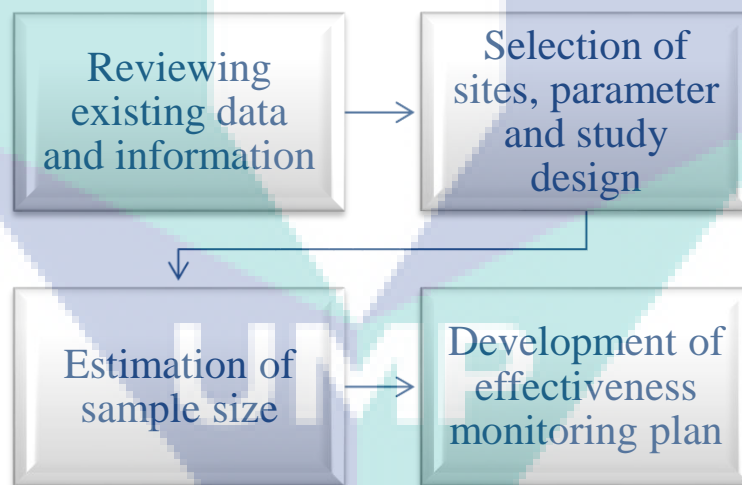 Reviewing
existing data
and information
Selection of
sites, parameter
and study
design
Estimation of
sample size
Development of
effectiveness
monitoring plan
UMP